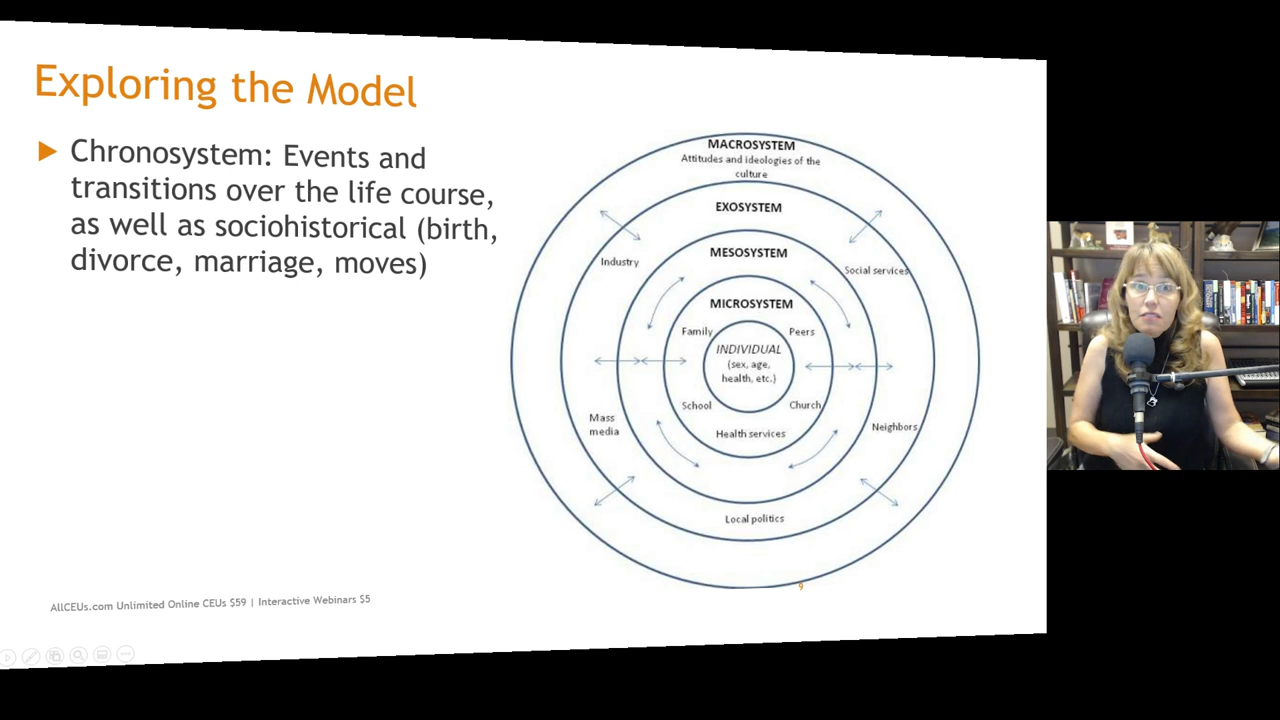 Exploring the Model
Chronosystem: Events and
transitions over the life course,
as well as sociohistorical (birth,
divorce, marriage, moves)
MACROSYSTEM
Attitudes and ideologies of the
culture
EXOSYSTEM
MESOSYSTEM
Industry
Social services
MICROSYSTEM
Family
Peers
INDIVIDUAL
(sex, age,
health, etc.)
School
Church
Mass
media
Neighbors
Health services
Local politics
9
AllCEUs.com Unlimited Online CEUs $59 | Interactive Webinars $5